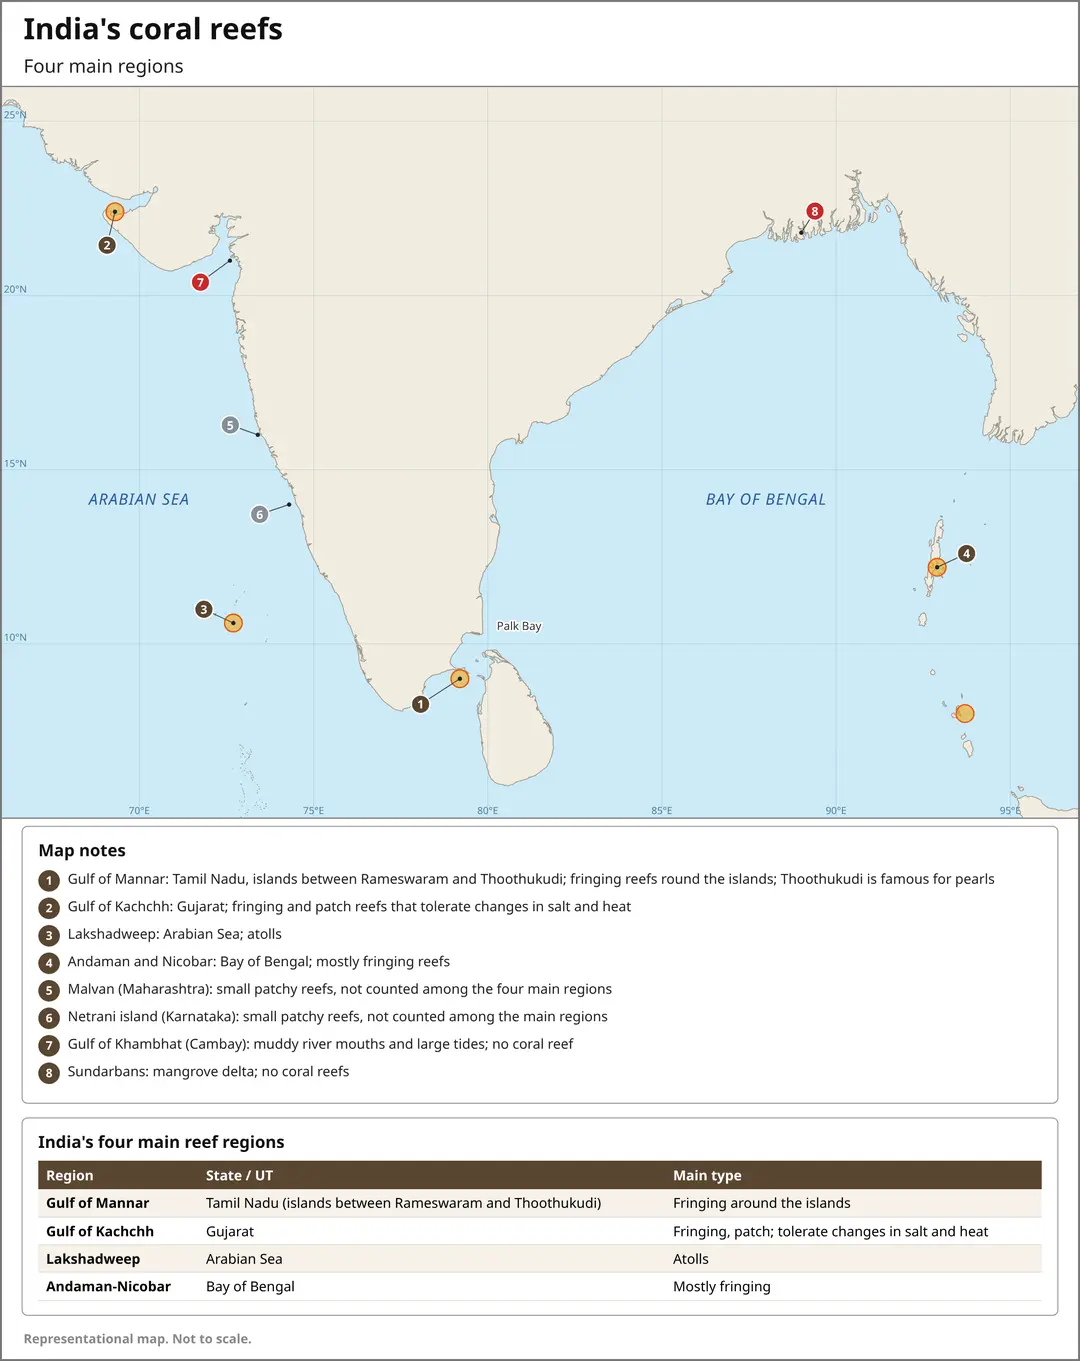 India's coral reefs
Four main regions
25°N
2
8
7
20°N
5
15°N
ARABIAN SEA
BAY OF BENGAL
6
4
3
Palk Bay
10°N
1
70°E
75°E
80°E
85°E
90°E
95°E
Map notes
1 Gulf of Mannar: Tamil Nadu, islands between Rameswaram and Thoothukudi; fringing reefs round the islands; Thoothukudi is famous for pearls
2 Gulf of Kachchh: Gujarat; fringing and patch reefs that tolerate changes in salt and heat
3 Lakshadweep: Arabian Sea; atolls
4 Andaman and Nicobar: Bay of Bengal; mostly fringing reefs
5 Malvan (Maharashtra): small patchy reefs, not counted among the four main regions
6 Netrani island (Karnataka): small patchy reefs, not counted among the main regions
7 Gulf of Khambhat (Cambay): muddy river mouths and large tides; no coral reef
8 Sundarbans: mangrove delta; no coral reefs
India's four main reef regions
Region State / UT Main type
Gulf of Mannar Tamil Nadu (islands between Rameswaram and Thoothukudi) Fringing around the islands
Gulf of Kachchh Gujarat Fringing, patch; tolerate changes in salt and heat
Lakshadweep Arabian Sea Atolls
Andaman-Nicobar Bay of Bengal Mostly fringing
Representational map. Not to scale.